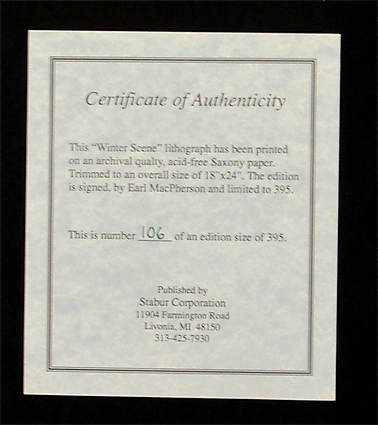 Certificate of Authenticity
This "Winter Scene" lithograph has been printed
on an archival qualty, acid-free Saxony paper.
Trimmed to an overall size of 18"x24". The edition
is signed, by Earl MacPherson and limited to 395.
This is number 106 of an edition size of 395.
Published by
Stabur Corporation
11904 Farmington Road
Livonia, MI 48150
313-425-7930